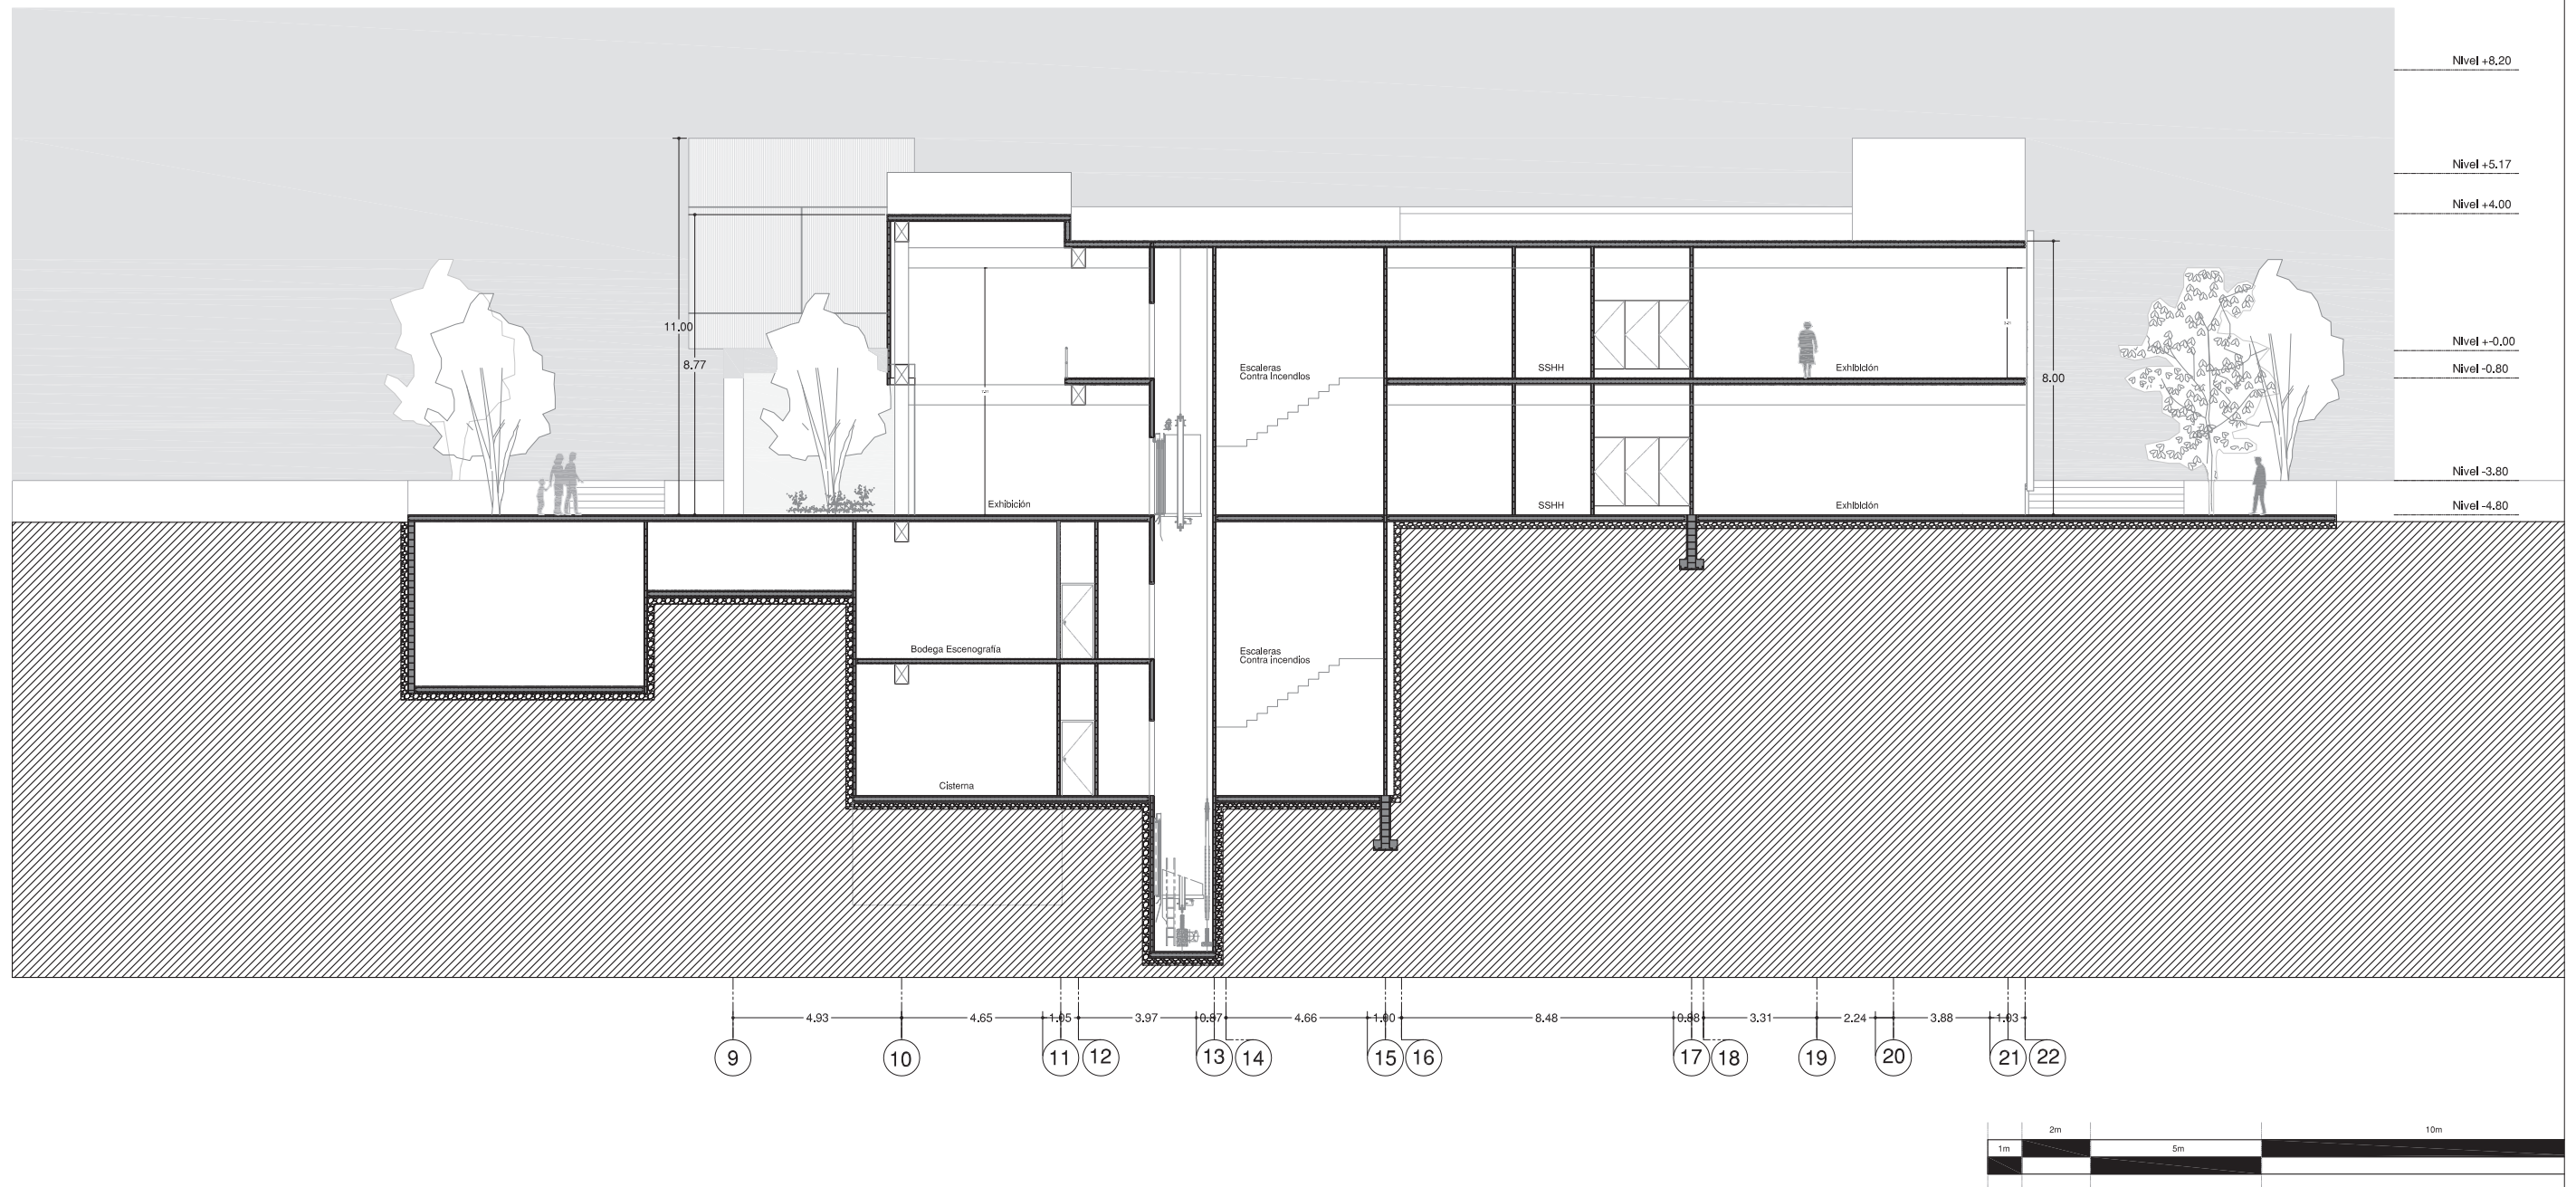 Nivel +8.20
Nivel +5.17
Nivel +4.00
11.00
Nivel +-0.00
8.77
Escaleras
Contra incendios
SSHH
Exhibición
Nivel -0.80
8.00
Nivel -3.80
Exhibición
SSHH
Exhibición
Nivel -4.80
Bodega Escenografía
Escaleras
Contra incendios
Cisterna
4.93 4.65 1.05 3.97 0.87 4.66 1.00 8.48 0.88 3.31 2.24 3.88 1.03
9 10 11 12 13 14 15 16 17 18 19 20 21 22
2m 10m
1m 5m